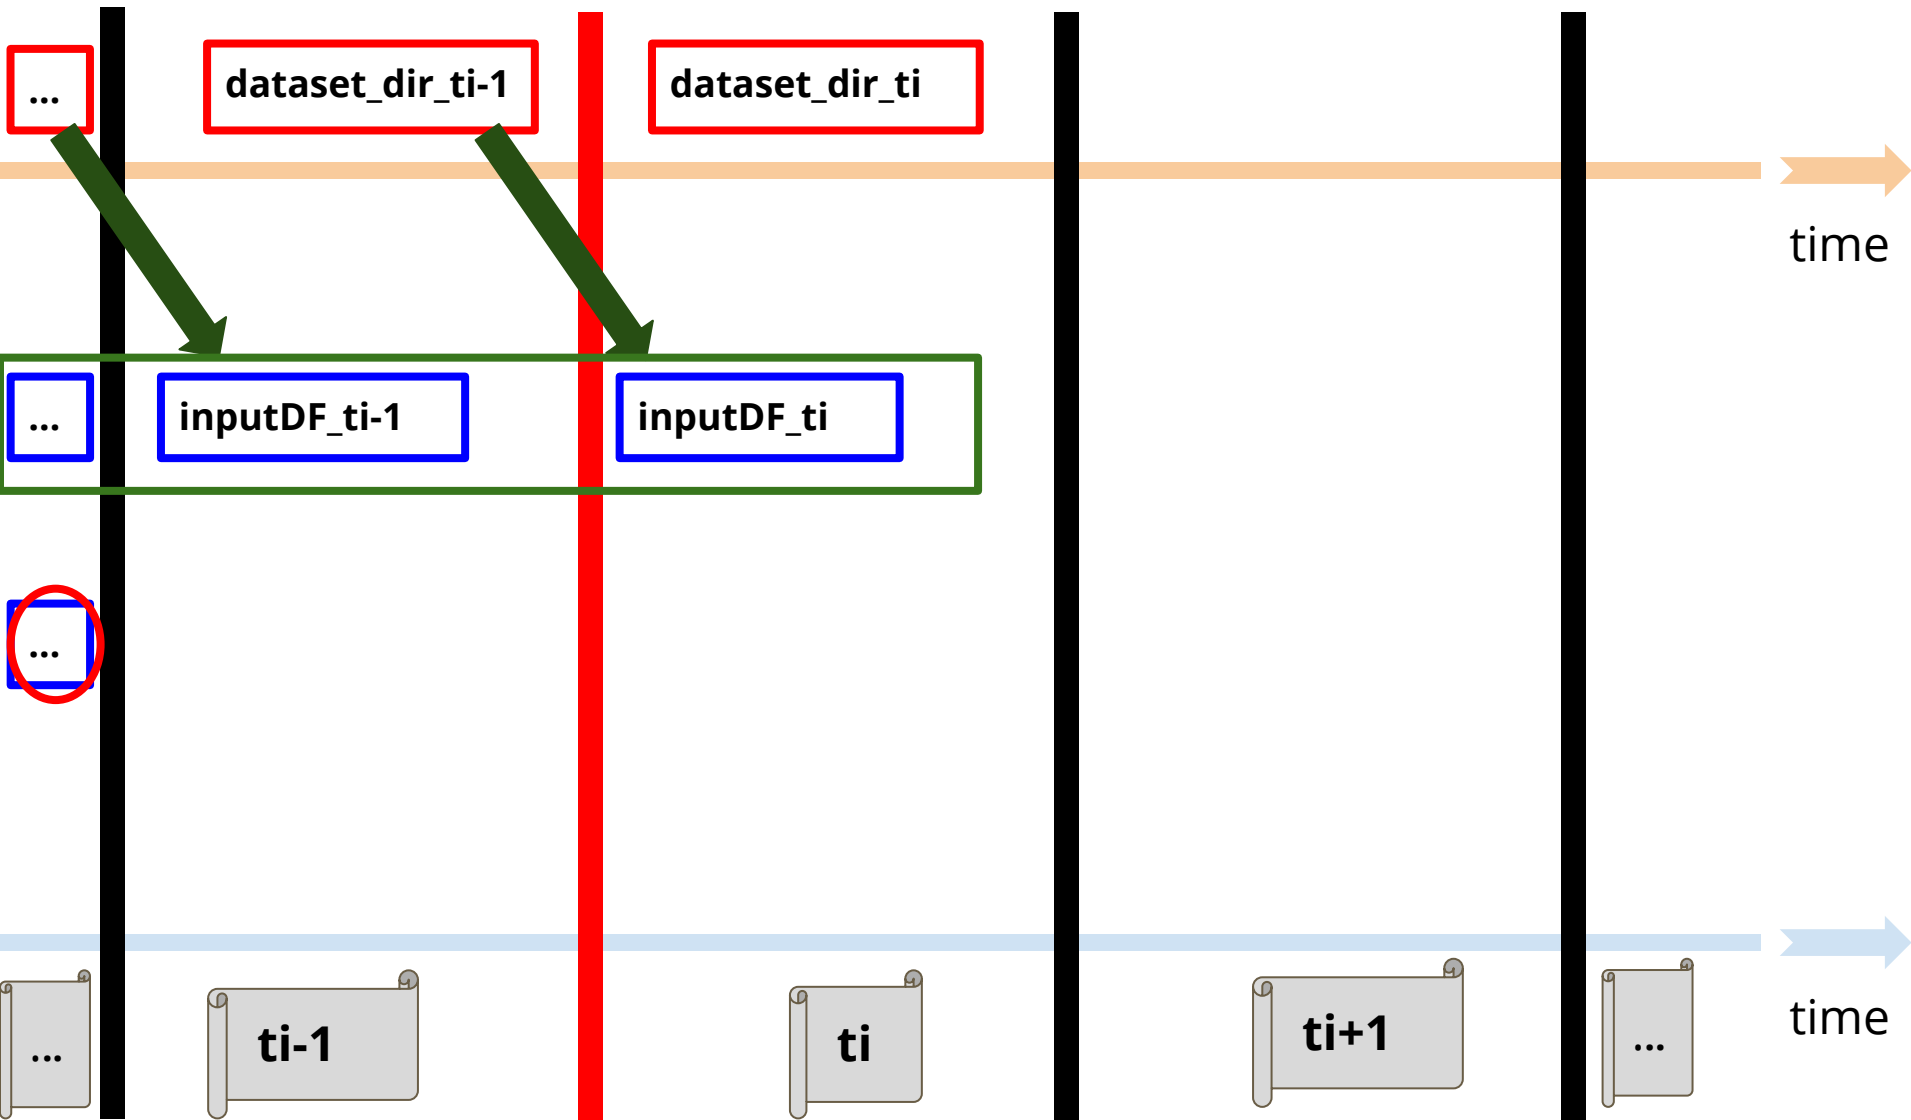 ...
dataset_dir_ti-1
dataset_dir_ti
time
...
inputDF_ti-1
inputDF_ti
...
...
ti-1
ti
ti+1
...
time